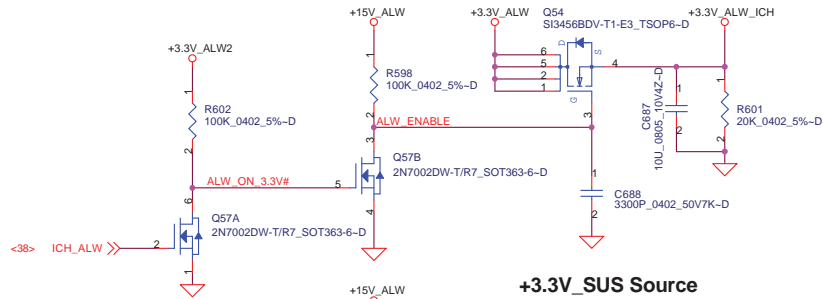 +3.3V_ALW2
1
R602
100K_0402_5%~D
2
ALW_ON_3.3V#
6
Q57A
2N7002DW-T/R7_SOT363-6~D
<38>
ICH_ALW
2
1
+15V_ALW
1
R598
100K_0402_5%~D
2
ALW_ENABLE
3
Q57B
2N7002DW-T/R7_SOT363-6~D
5
4
+3.3V_ALW
Q54
SI3456BDV-T1-E3_TSOP6~D
6
5
2
1
D
S
G
4
3
+3.3V_ALW_ICH
1
C687
10U_0805_10V4Z~D
2
1
R601
20K_0402_5%~D
2
1
C688
3300P_0402_50V7K~D
2
+15V_ALW
+3.3V_SUS Source